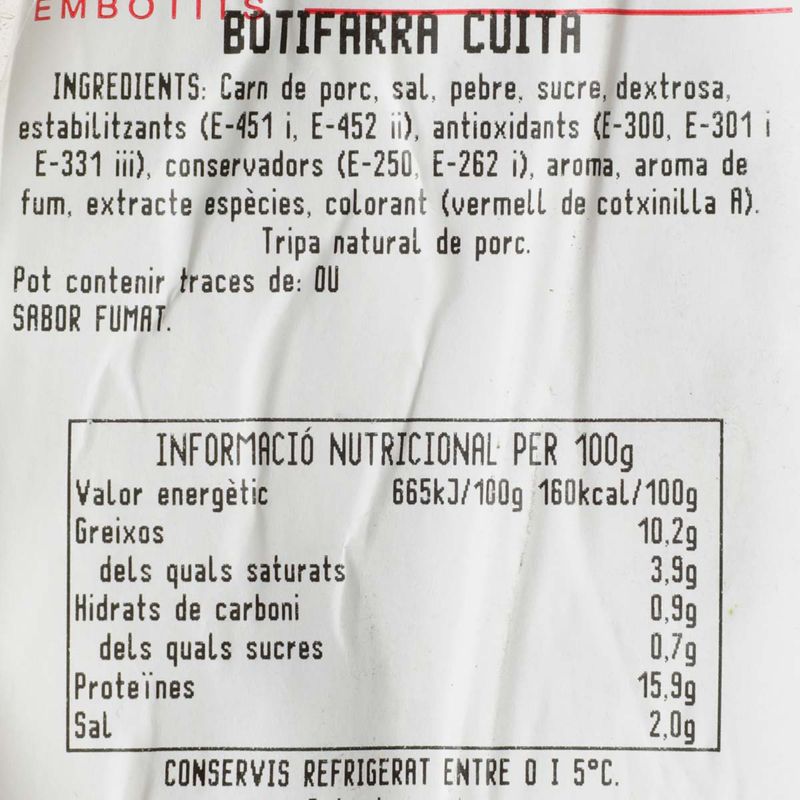 EMBOTITS
BOTIFARRA CUITA
INGREDIENTS: Carn de porc, sal, pebre, sucre, dextrosa,
estabilitzants (E-451 i, E-452 ii), antioxidants (E-300, E-301 i
E-331 iii), conservadors (E-250, E-262 i), aroma, aroma de
fum, extracte espècies, colorant (vermell de cotxinilla A).
Tripa natural de porc.
Pot contenir traces de: OU
SABOR FUMAT.
INFORMACIÓ NUTRICIONAL PER 100g
Valor energètic 665kJ/100g 160kcal/100g
Greixos 10,2g
dels quals saturats 3,9g
Hidrats de carboni 0,9g
dels quals sucres 0,7g
Proteïnes 15,9g
Sal 2,0g
CONSERVIS REFRIGERAT ENTRE 0 I 5°C.